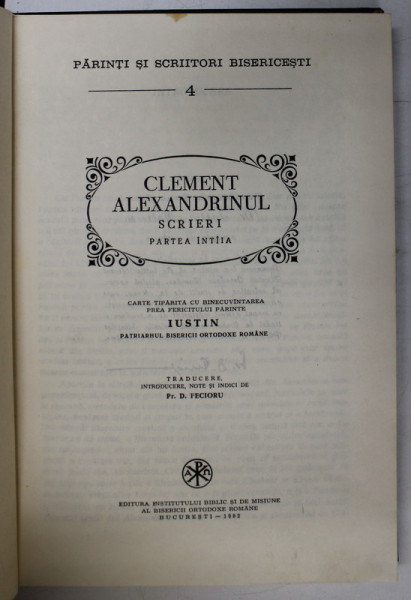 PĂRINȚI ȘI SCRIITORI BISERICEȘTI
4
CLEMENT
ALEXANDRINUL
SCRIERI
PARTEA ÎNTÎIA
CARTE TIPĂRITĂ CU BINECUVÎNTAREA
PREA FERICITULUI PĂRINTE
IUSTIN
PATRIARHUL BISERICII ORTODOXE ROMÂNE
TRADUCERE,
INTRODUCERE, NOTE ȘI INDICI DE
Pr. D. FECIORU
Α Ω
EDITURA INSTITUTULUI BIBLIC ȘI DE MISIUNE
AL BISERICII ORTODOXE ROMÂNE
BUCUREȘTI — 1982